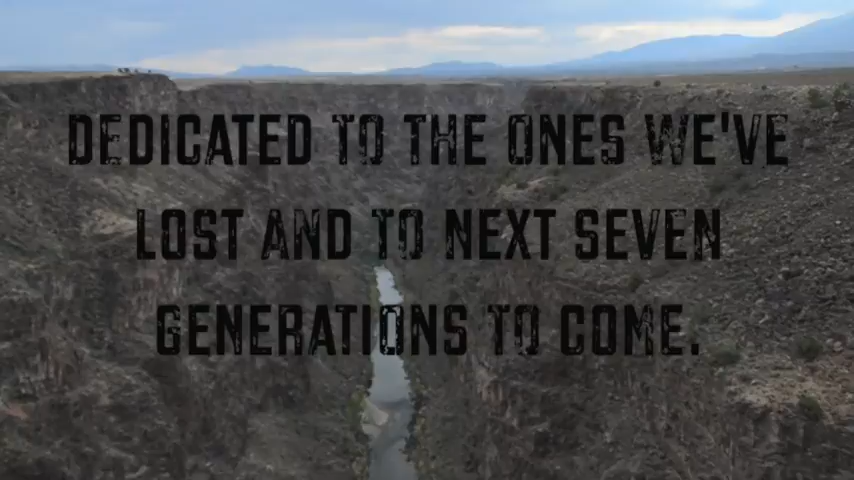 DEDICATED TO THE ONES WE'VE
LOST AND TO NEXT SEVEN
GENERATIONS TO COME.